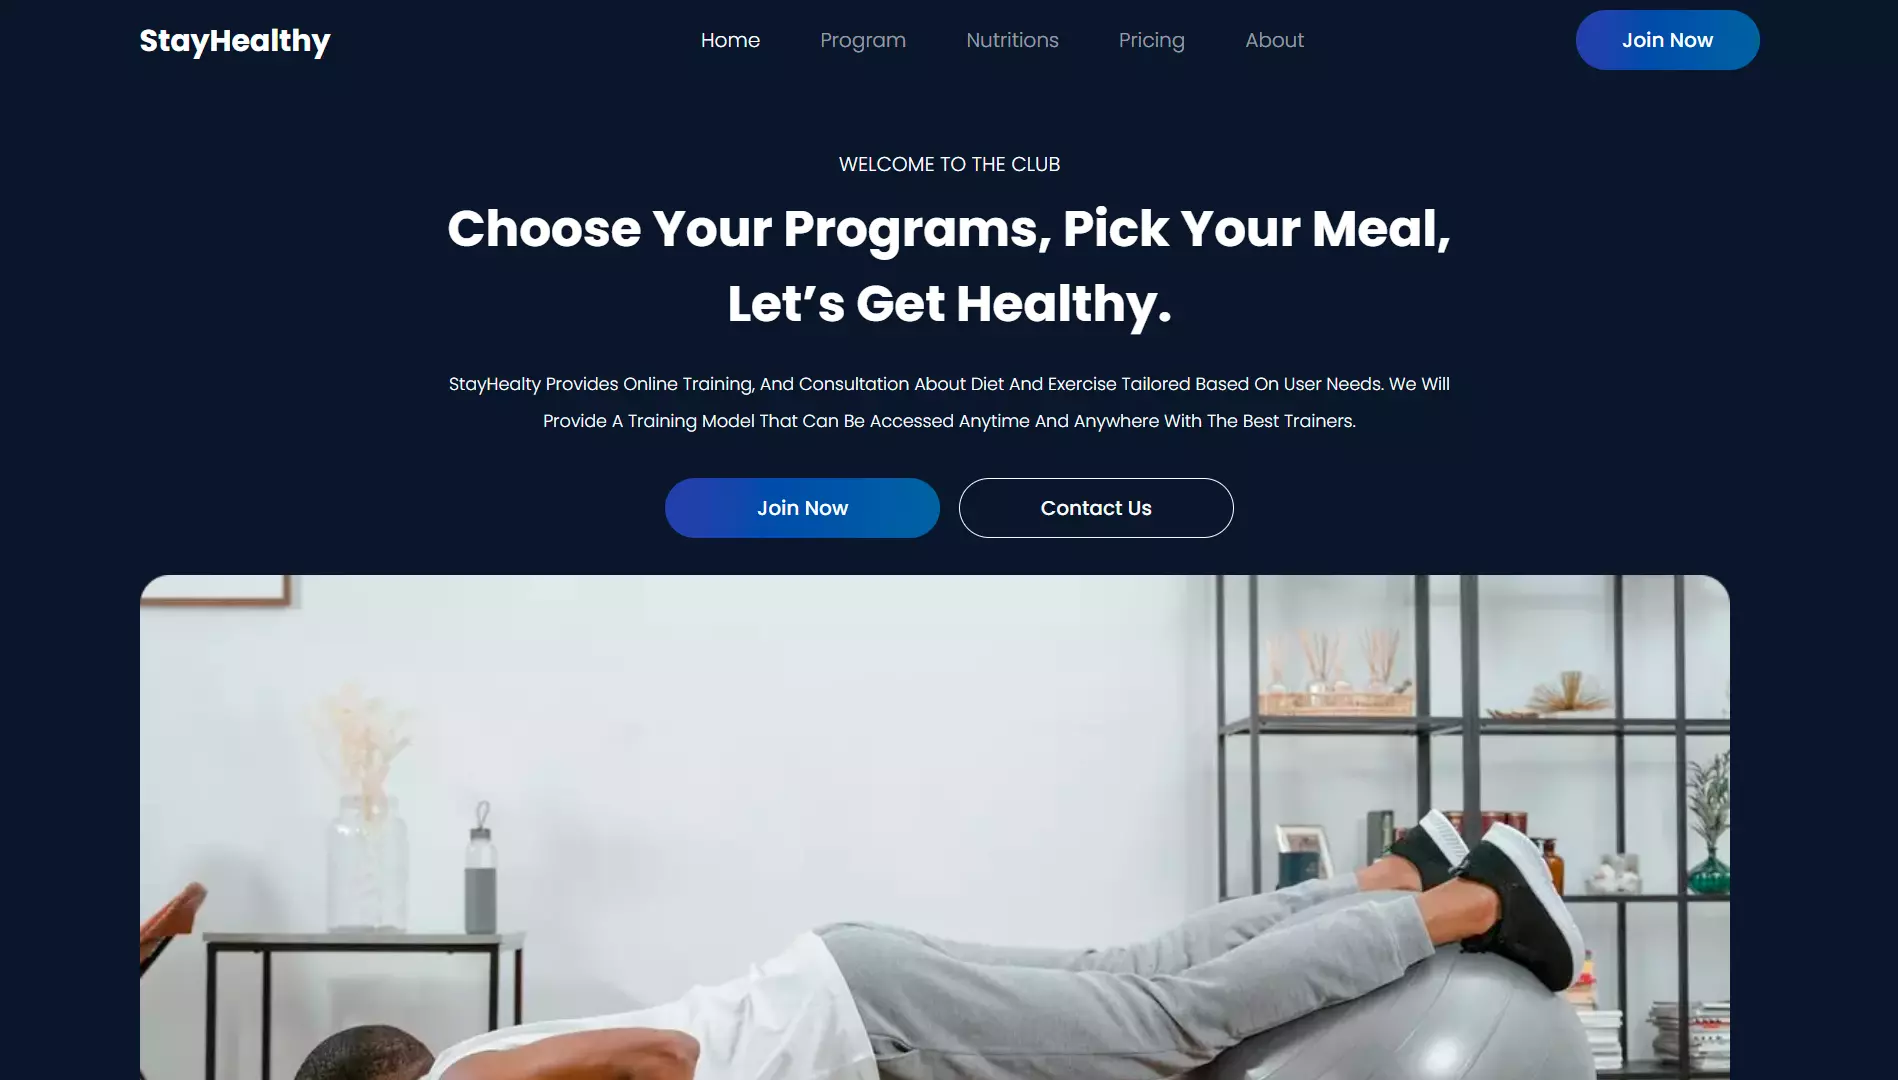 StayHealthy
Home
Program
Nutritions
Pricing
About
Join Now
WELCOME TO THE CLUB
Choose Your Programs, Pick Your Meal,
Let’s Get Healthy.
StayHealty Provides Online Training, And Consultation About Diet And Exercise Tailored Based On User Needs. We Will
Provide A Training Model That Can Be Accessed Anytime And Anywhere With The Best Trainers.
Join Now
Contact Us